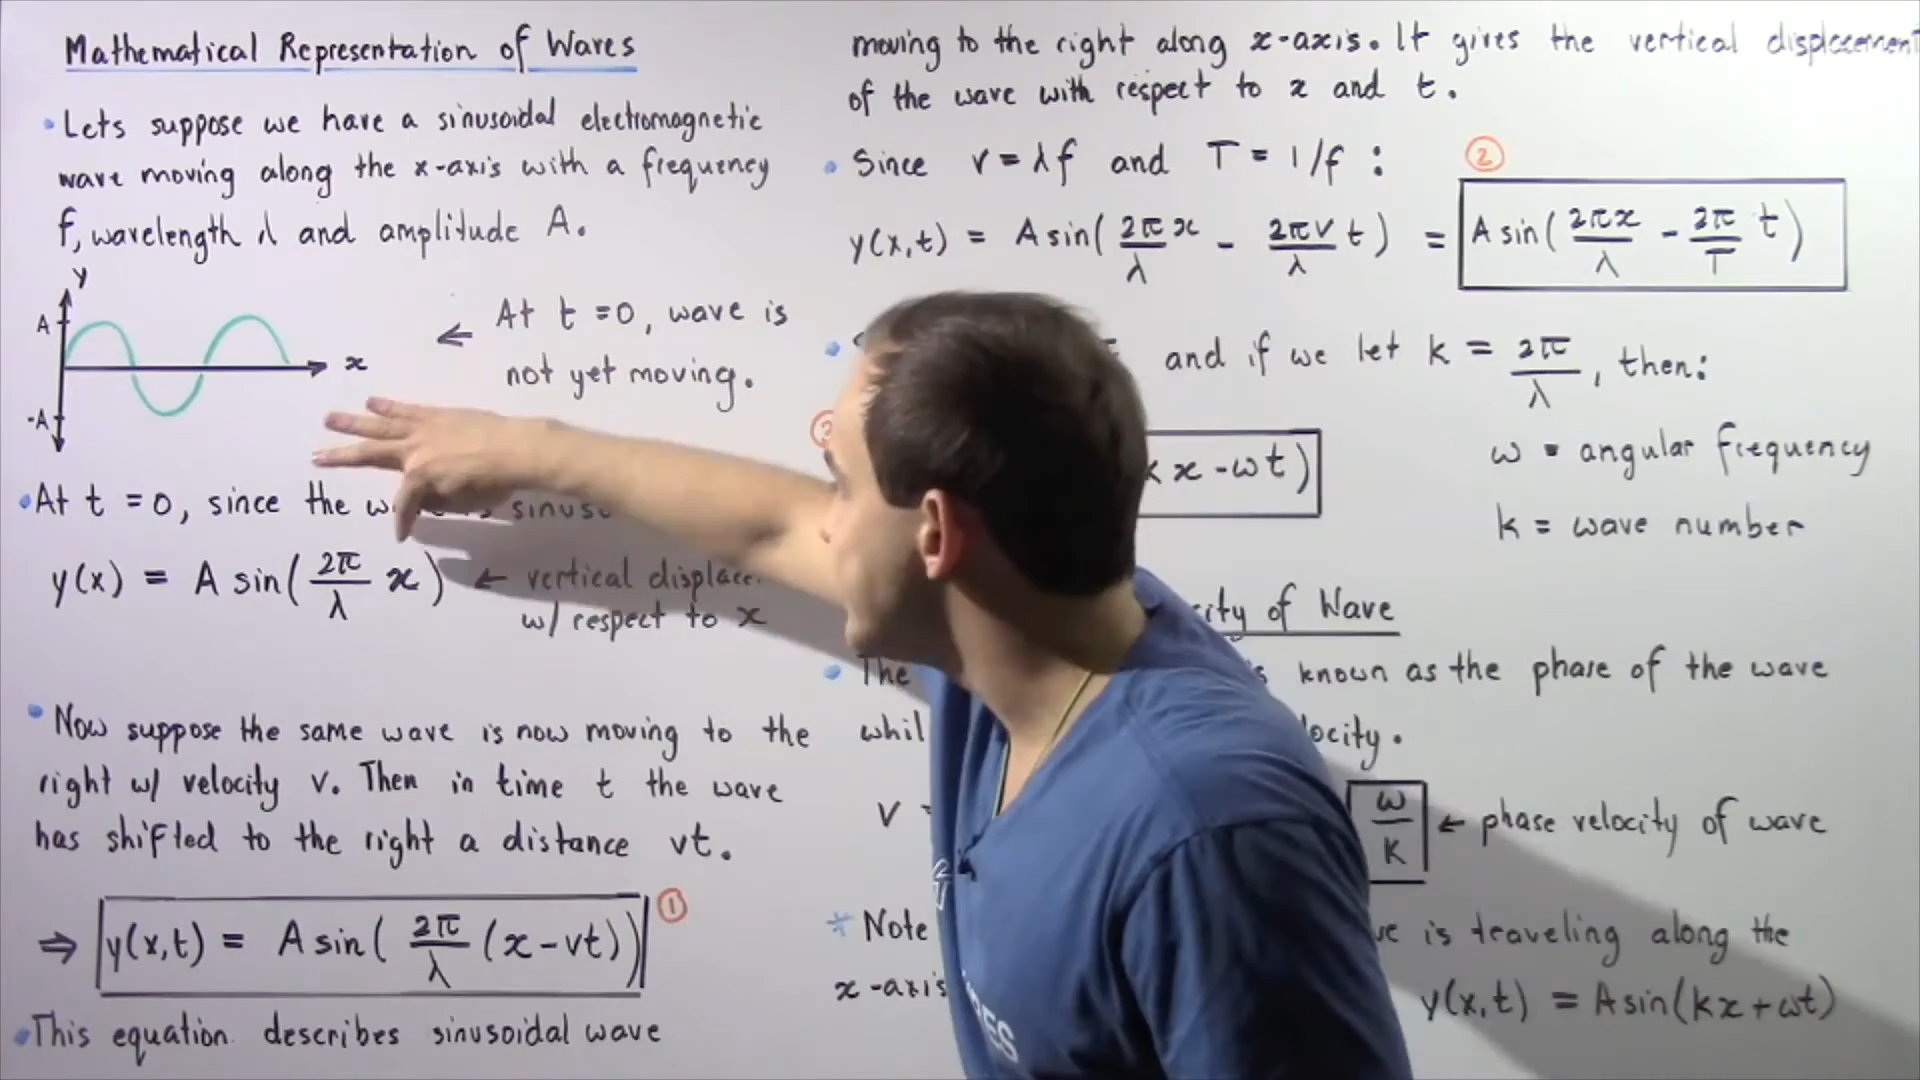 Mathematical Representation of Waves
• Lets suppose we have a sinusoidal electromagnetic
wave moving along the x-axis with a frequency
f, wavelength λ and amplitude A.
y
A
x
-A
← At t = 0, wave is
not yet moving.
• At t = 0, since the
y(x) = A sin( 2π/λ x ) ← vertical
w/ respect to x
• Now suppose the same wave is now moving to the
right w/ velocity v. Then in time t the wave
has shifted to the right a distance vt.
⇒ y(x,t) = A sin( 2π/λ (x - vt)) ①
• This equation describes sinusoidal wave
moving to the right along x-axis. It gives the vertical displacement
of the wave with respect to x and t.
• Since v = λf and T = 1/f :
②
y(x,t) = A sin( 2πx/λ - 2πv/λ t ) = A sin( 2πx/λ - 2π/T t )
and if we let k = 2π/λ , then:
x - ωt )
ω = angular frequency
k = wave number
of Wave
• The known as the phase of the wave
v ω/k ← phase velocity of wave
* Note is traveling along the
x-axis y(x,t) = A sin(kx + ωt)